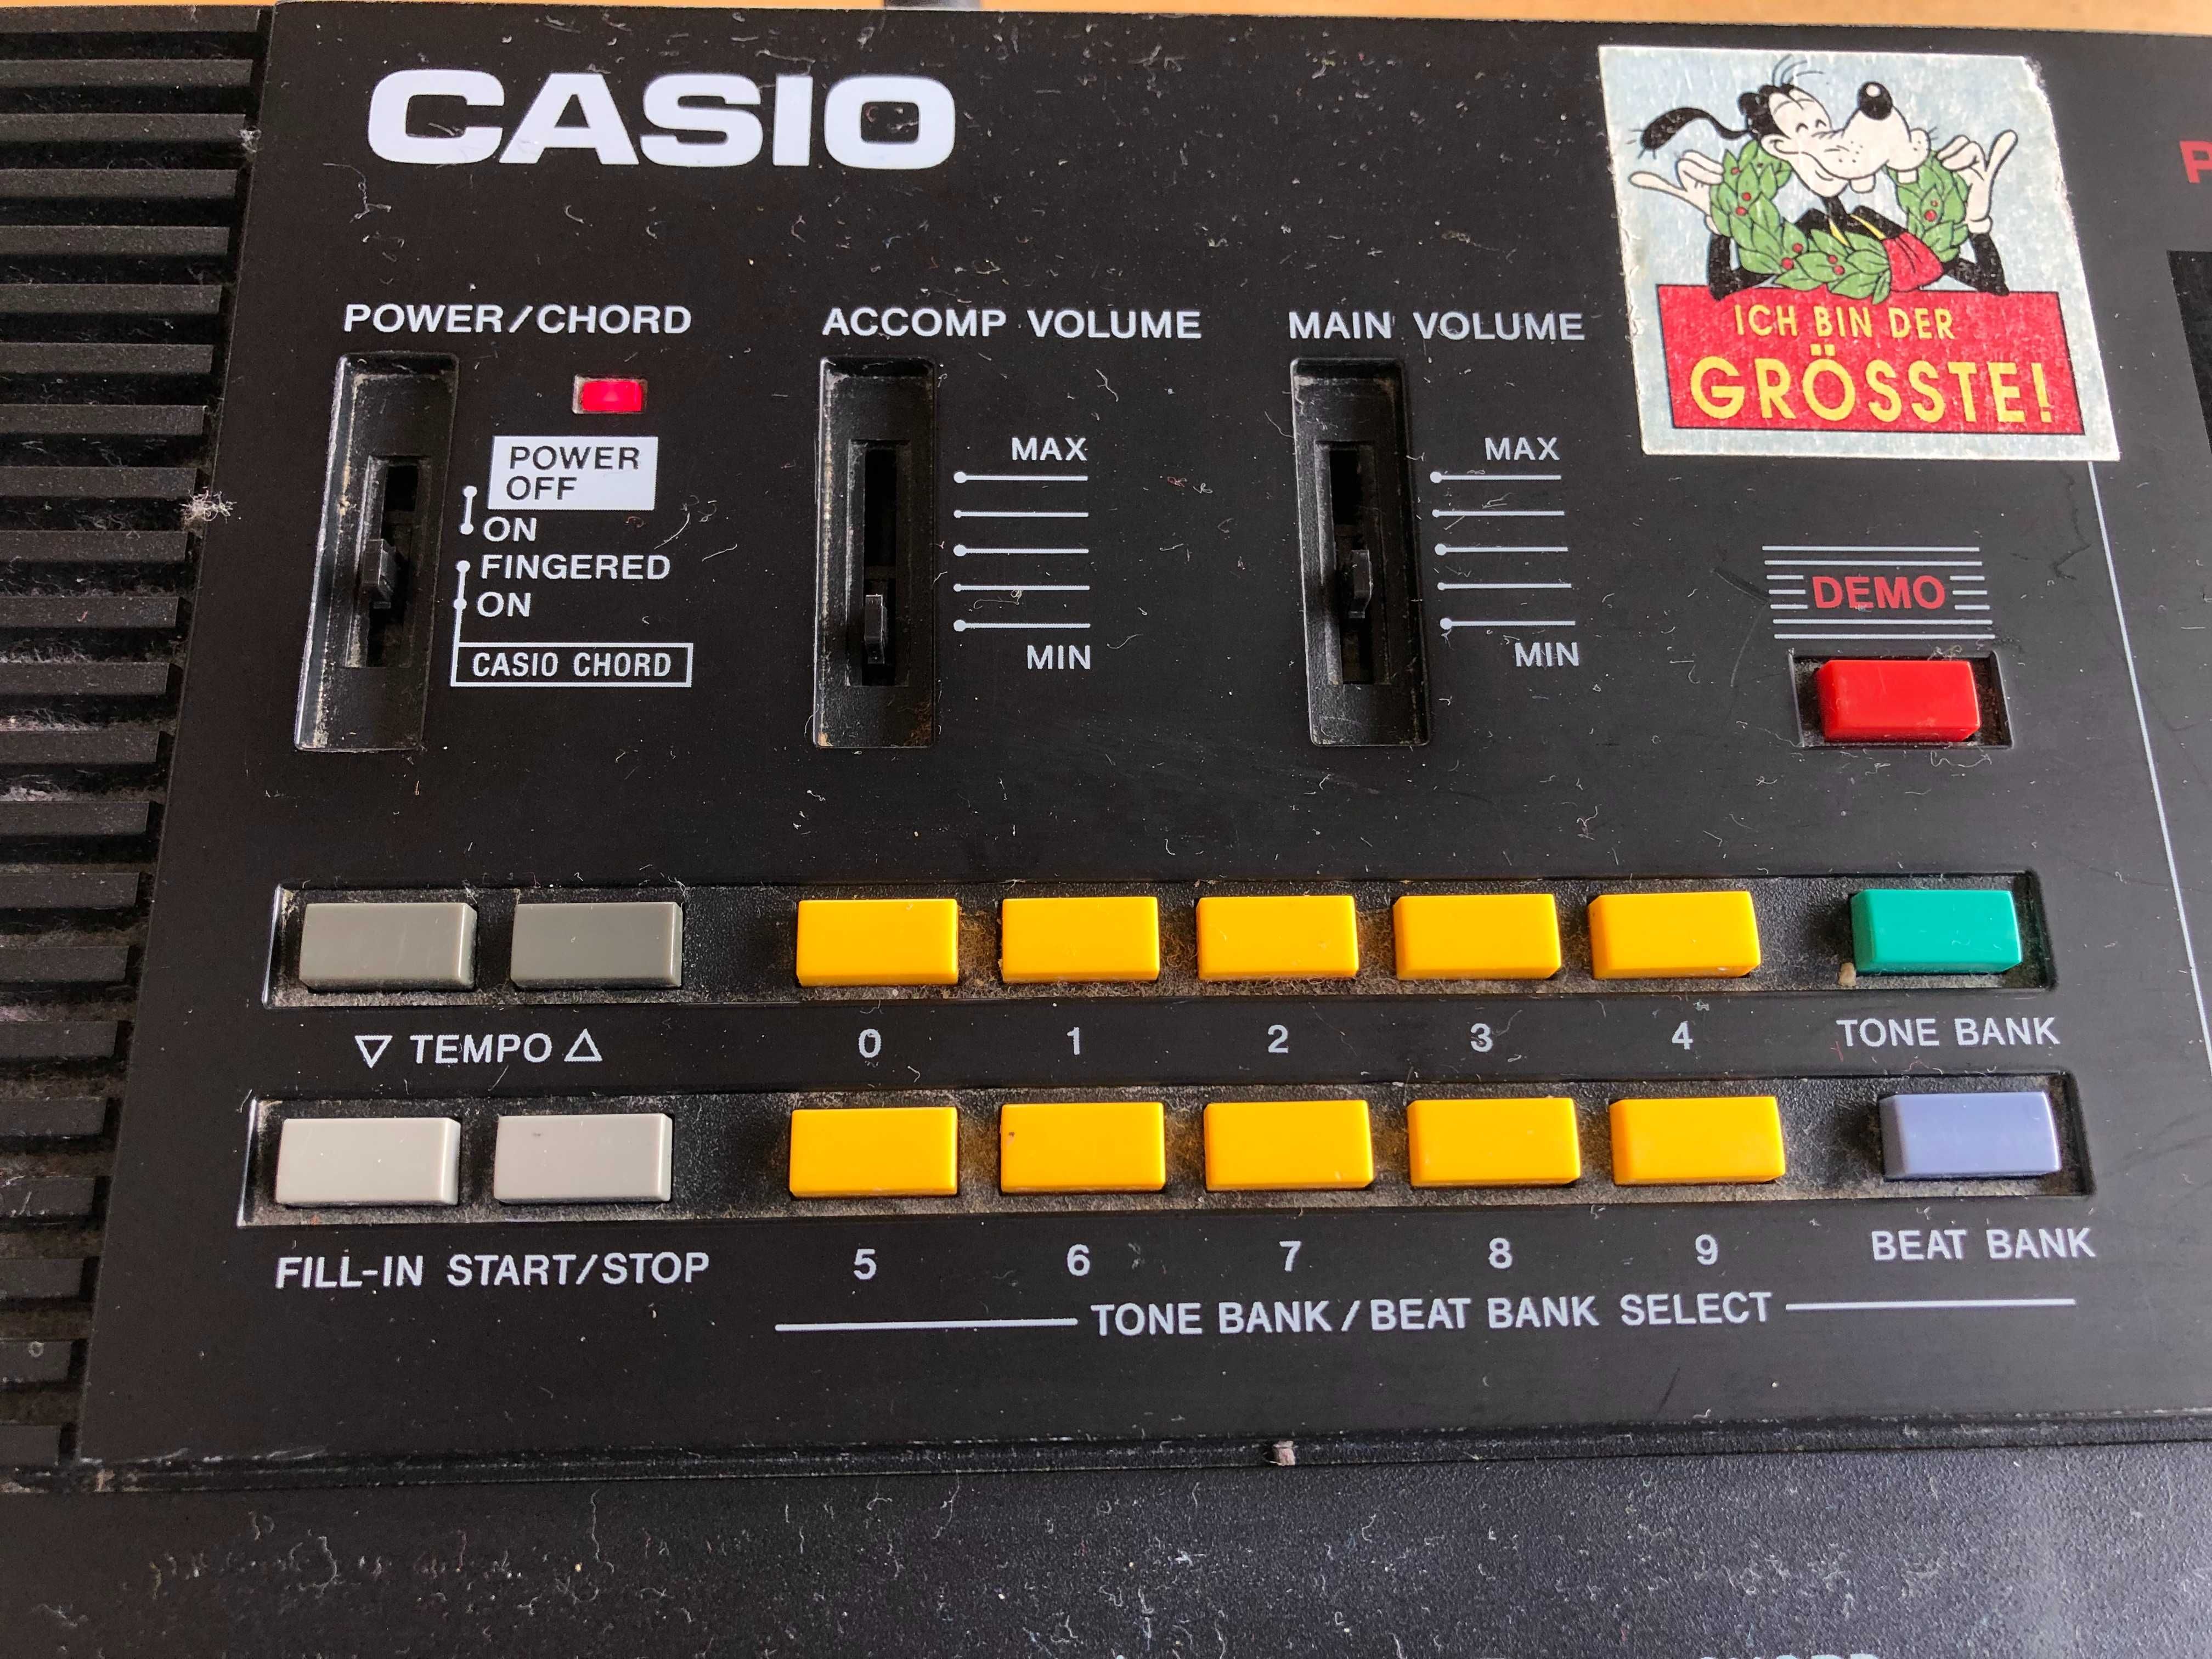 CASIO
ICH BIN DER
GRÖSSTE!
POWER/CHORD
POWER
OFF
ON
FINGERED
ON
CASIO CHORD
ACCOMP VOLUME
MAX
MIN
MAIN VOLUME
MAX
MIN
DEMO
▽ TEMPO △
0 1 2 3 4
TONE BANK
FILL-IN START/STOP
5 6 7 8 9
BEAT BANK
TONE BANK / BEAT BANK SELECT